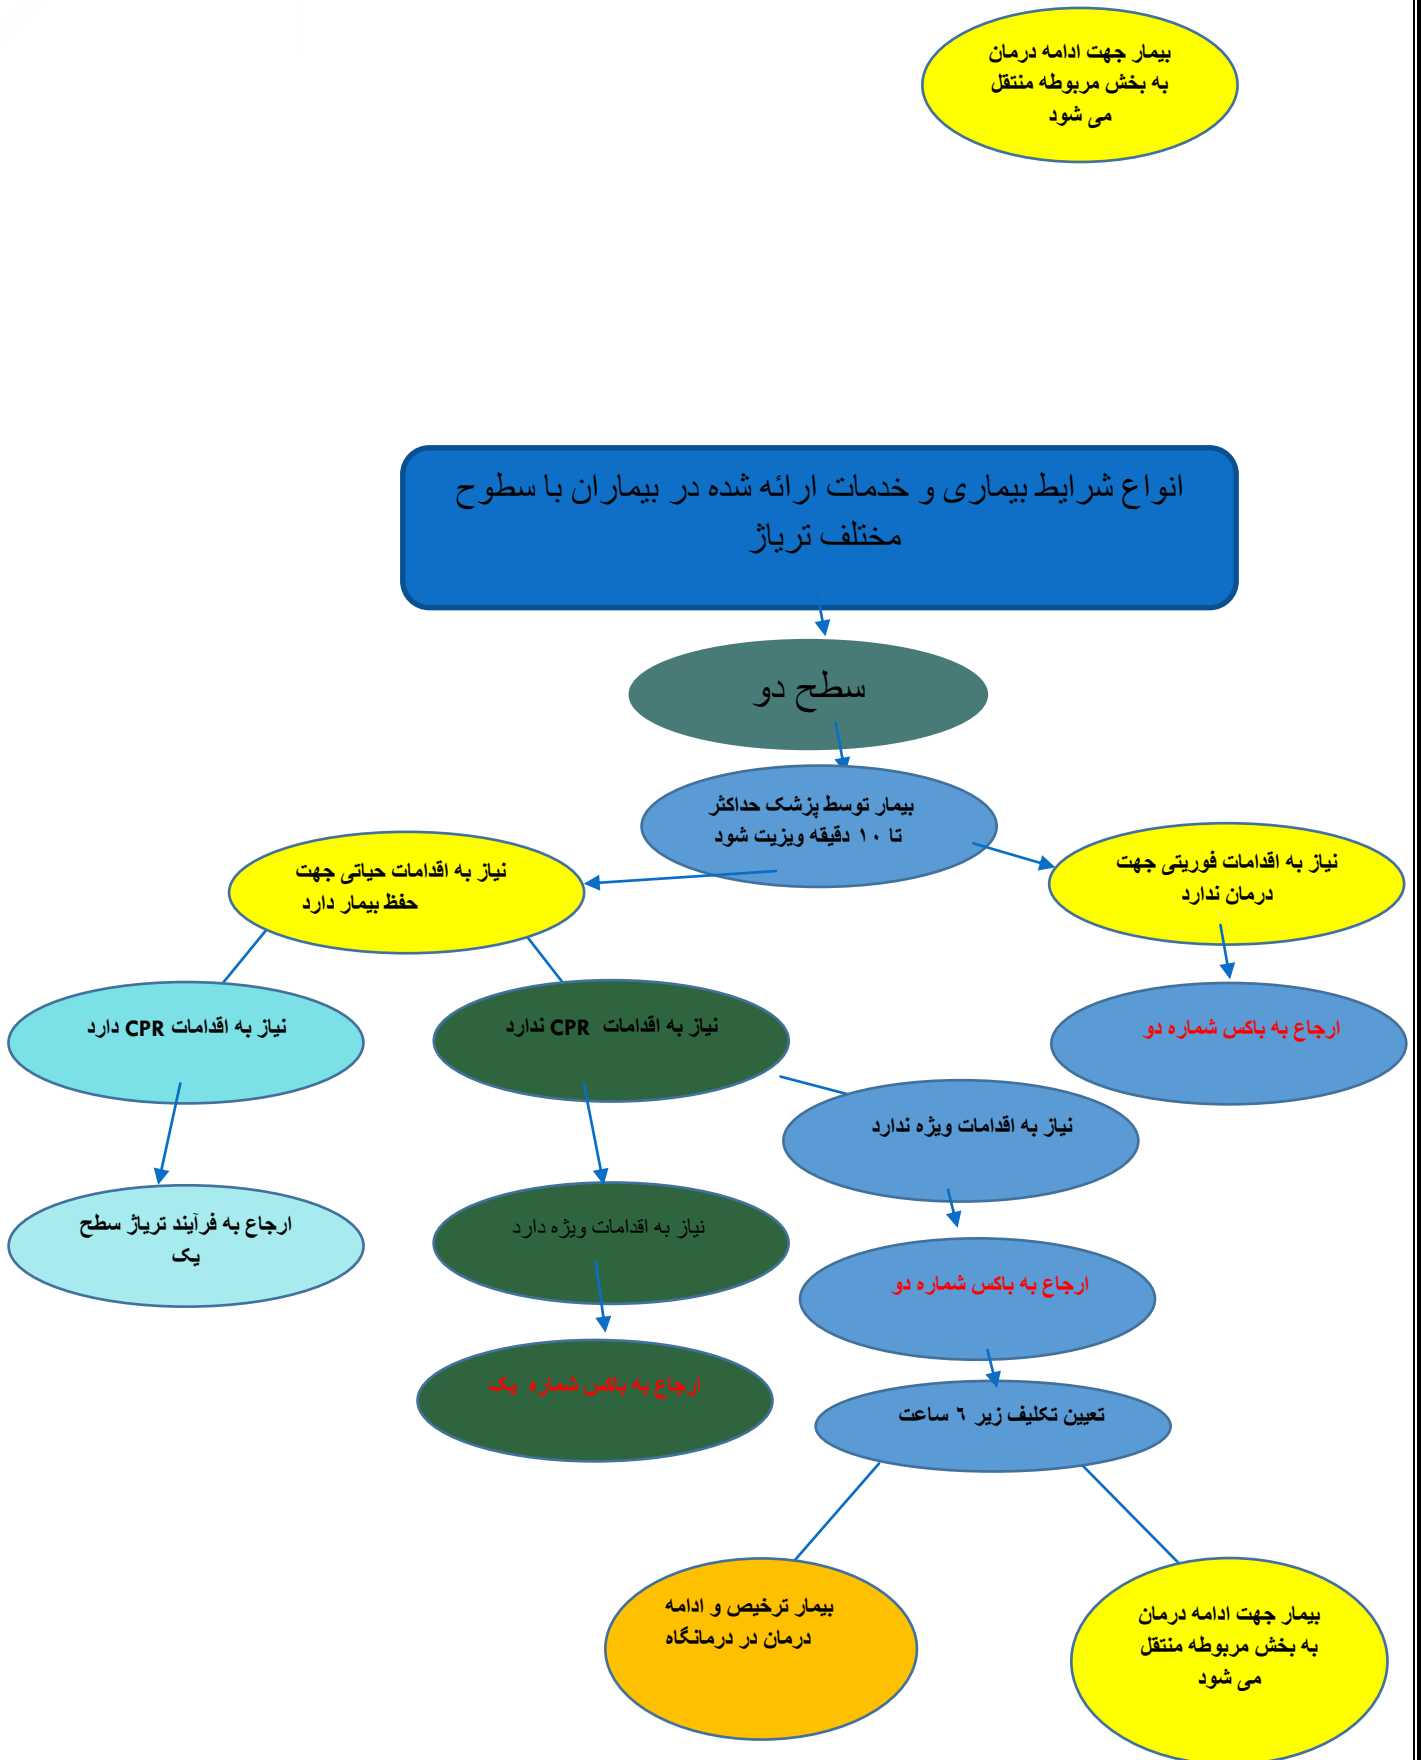 بیمار جهت ادامه درمان
به بخش مربوطه منتقل
می شود
انواع شرایط بیماری و خدمات ارائه شده در بیماران با سطوح
مختلف تریاژ
سطح دو
بیمار توسط پزشک حداکثر
تا ۱۰ دقیقه ویزیت شود
نیاز به اقدامات فوریتی جهت
درمان ندارد
نیاز به اقدامات حیاتی جهت
حفظ بیمار دارد
ارجاع به باکس شماره دو
نیاز به اقدامات CPR ندارد
نیاز به اقدامات CPR دارد
نیاز به اقدامات ویژه ندارد
نیاز به اقدامات ویژه دارد
ارجاع به فرآیند تریاژ سطح
یک
ارجاع به باکس شماره دو
ارجاع به باکس شماره یک
تعیین تکلیف زیر ٦ ساعت
بیمار ترخیص و ادامه
درمان در درمانگاه
بیمار جهت ادامه درمان
به بخش مربوطه منتقل
می شود